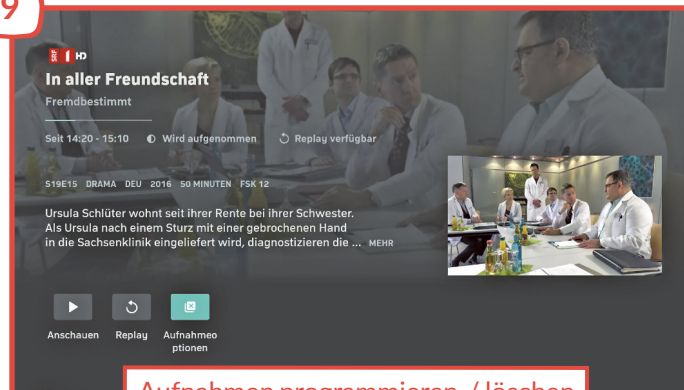 9
SRF 1 HD
In aller Freundschaft
Fremdbestimmt
Seit 14:20 - 15:10 Wird aufgenommen Replay verfügbar
S19E15 DRAMA DEU 2016 50 MINUTEN FSK 12
Ursula Schlüter wohnt seit ihrer Rente bei ihrer Schwester.
Als Ursula nach einem Sturz mit einer gebrochenen Hand
in die Sachsenklinik eingeliefert wird, diagnostizieren die ... MEHR
Anschauen Replay Aufnahmeo
ptionen
Aufnahmen programmieren / löschen